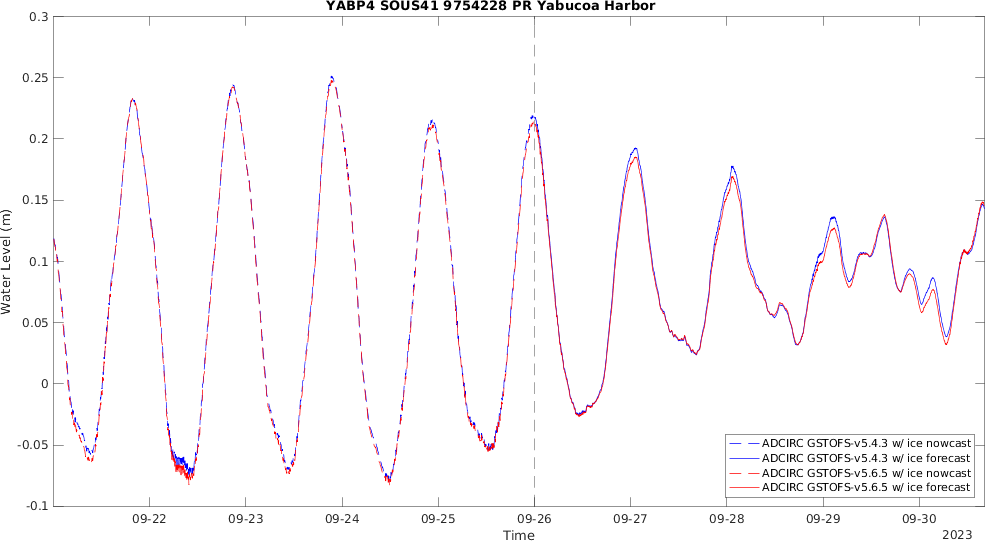 YABP4 SOUS41 9754228 PR Yabucoa Harbor
0.3
0.25
0.2
0.15
0.1
0.05
0
-0.05
-0.1
Water Level (m)
ADCIRC GSTOFS-v5.4.3 w/ ice nowcast
ADCIRC GSTOFS-v5.4.3 w/ ice forecast
ADCIRC GSTOFS-v5.6.5 w/ ice nowcast
ADCIRC GSTOFS-v5.6.5 w/ ice forecast
09-22 09-23 09-24 09-25 09-26 09-27 09-28 09-29 09-30
Time
2023